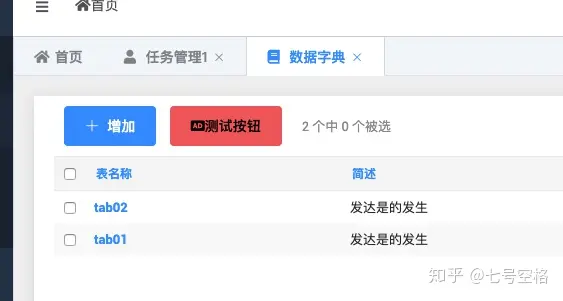 首页
首页 任务管理1 数据字典
增加 AD测试按钮 2 个中 0 个被选
表名称 简述
tab02 发达是的发生
tab01 发达是的发生
知乎 @七号空格